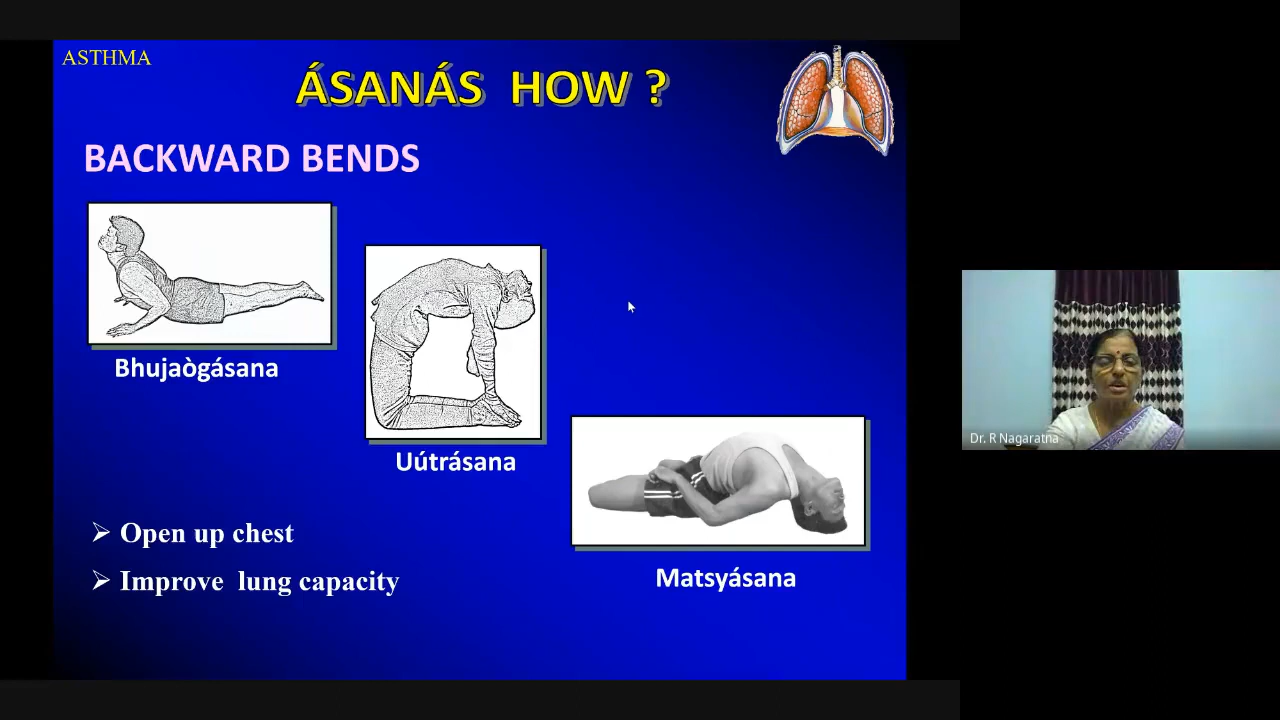 ASTHMA
ÁSANÁS HOW ?
BACKWARD BENDS
Bhujaògásana
Uútrásana
Matsyásana
➢ Open up chest
➢ Improve lung capacity
Dr. R Nagaratna